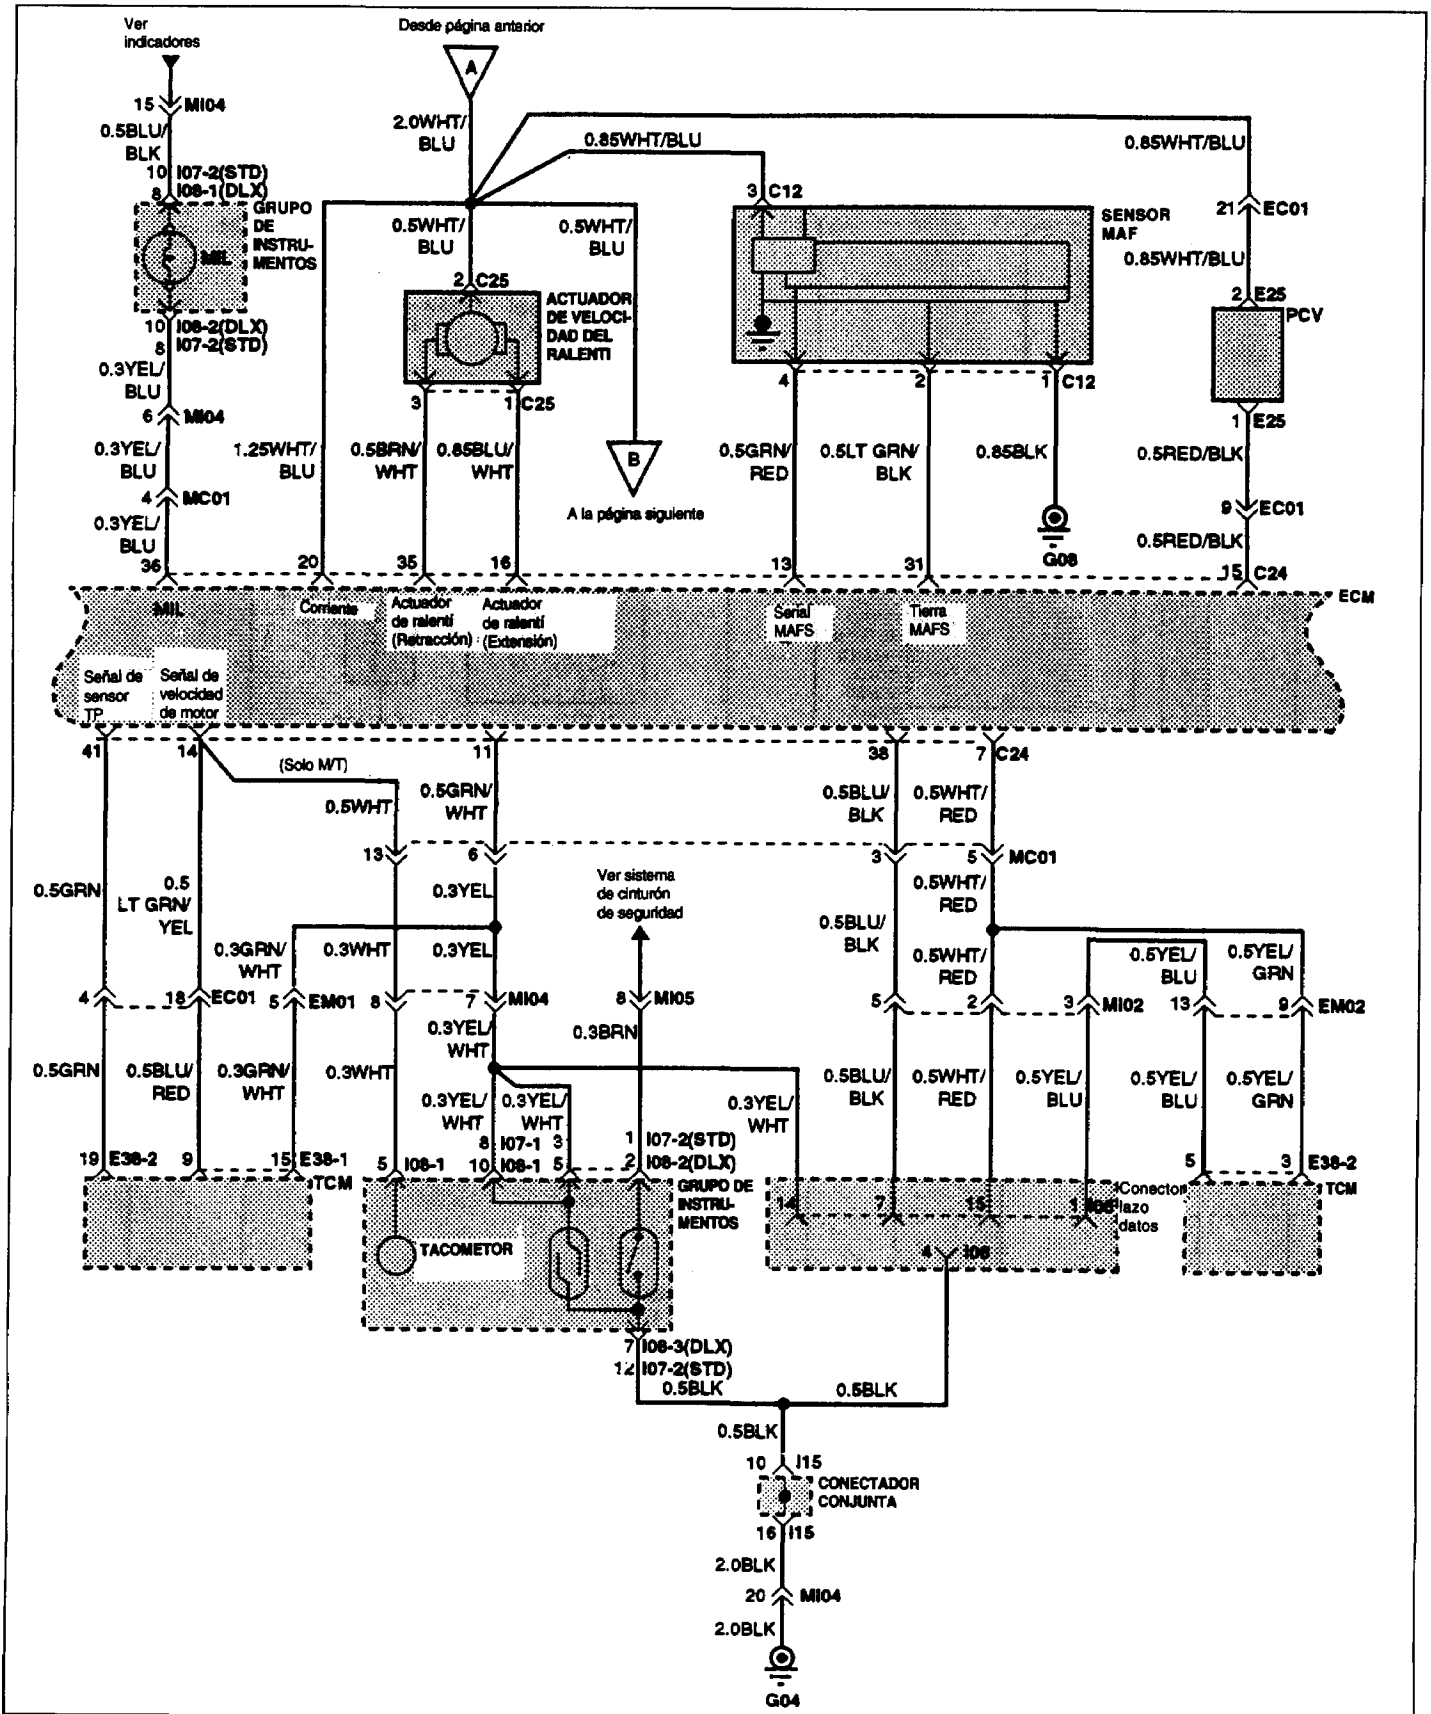 Ver
indicadores
Desde página anterior
A
15 MI04
0.5BLU/
BLK
2.0WHT/
BLU
0.85WHT/BLU
0.85WHT/BLU
10 I07-2(STD)
8 I08-1(DLX)
3 C12
21 EC01
GRUPO
DE
INSTRU-
MENTOS
MIL
0.5WHT/
BLU
0.5WHT/
BLU
SENSOR
MAF
0.85WHT/BLU
2 C25
2 E25
ACTUADOR
DE VELOCI-
DAD DEL
RALENTI
PCV
10 I08-2(DLX)
8 I07-2(STD)
0.3YEL/
BLU
3
1 C25
4
2
1 C12
1 E25
6 MI04
0.3YEL/
BLU
1.25WHT/
BLU
0.5BRN/
WHT
0.85BLU/
WHT
B
0.5GRN/
RED
0.5LT GRN/
BLK
0.85BLK
0.5RED/BLK
4 MC01
A la página siguiente
9 EC01
0.3YEL/
BLU
G08
0.5RED/BLK
36
20
35
16
13
31
15 C24
ECM
MIL
Corriente
Actuador
de ralentí
(Retracción)
Actuador
de ralentí
(Extensión)
Señal
MAFS
Tierra
MAFS
Señal de
sensor
TP
Señal de
velocidad
de motor
41
14
11
38
7 C24
(Solo M/T)
0.5WHT
0.5GRN/
WHT
0.5BLU/
BLK
0.5WHT/
RED
13
6
3
5 MC01
0.5GRN
0.5
LT GRN/
YEL
0.3YEL
Ver sistema
de cinturón
de seguridad
0.5WHT/
RED
0.5BLU/
BLK
0.3GRN/
WHT
0.3WHT
0.3YEL
0.5WHT/
RED
0.5YEL/
BLU
0.5YEL/
GRN
4
18 EC01
5 EM01
8
7 MI04
8 MI05
5
2
3 MI02
13
9 EM02
0.3YEL/
WHT
0.3BRN
0.5GRN
0.5BLU/
RED
0.3GRN/
WHT
0.3WHT
0.5BLU/
BLK
0.5WHT/
RED
0.5YEL/
BLU
0.5YEL/
BLU
0.5YEL/
GRN
0.3YEL/
WHT
0.3YEL/
WHT
0.3YEL/
WHT
8 I07-1 3
1 I07-2(STD)
19 E38-2
9
15 E38-1
5 I08-1
10 I08-1 5
2 I08-2(DLX)
5
3 E38-2
TCM
GRUPO DE
INSTRU-
MENTOS
14
7
15
1
Conector
lazo
datos
TCM
TACOMETOR
4 I06
7 I08-3(DLX)
12 I07-2(STD)
0.5BLK
0.5BLK
0.5BLK
10 I15
CONECTADOR
CONJUNTA
16 I15
2.0BLK
20 MI04
2.0BLK
G04